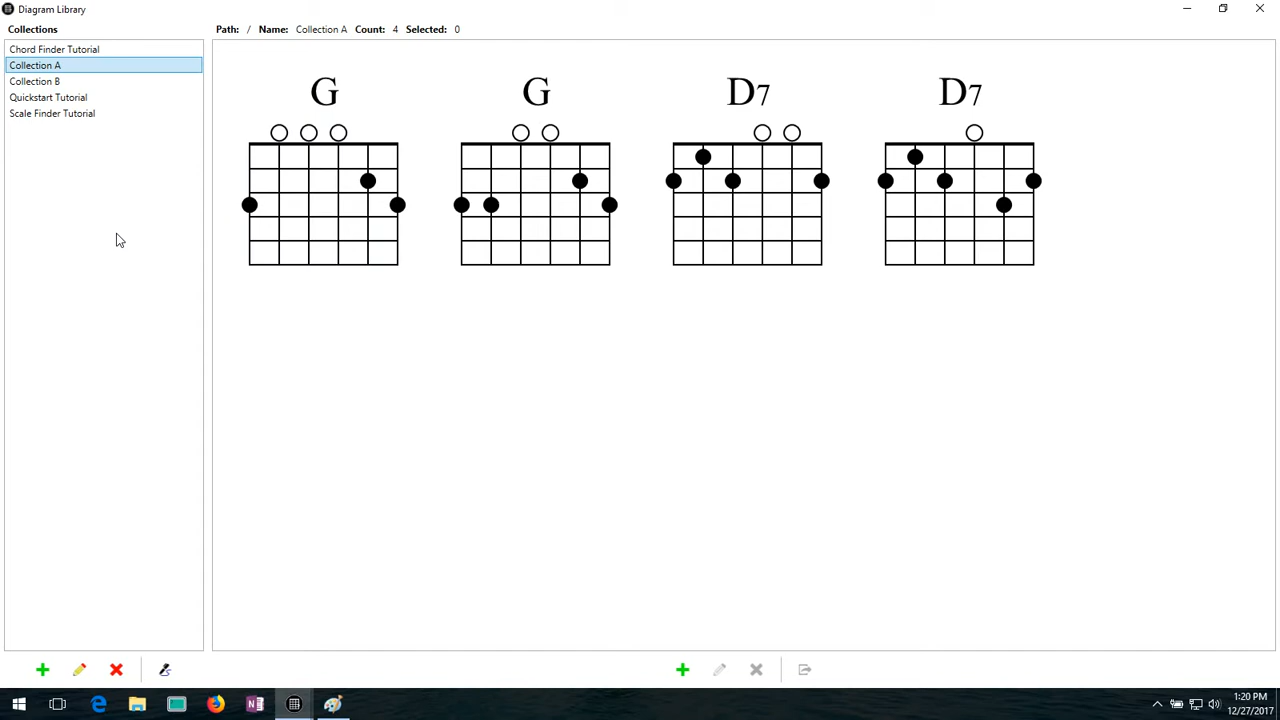 Diagram Library
Collections
Path: / Name: Collection A Count: 4 Selected: 0
Chord Finder Tutorial
Collection A
Collection B
Quickstart Tutorial
Scale Finder Tutorial
G G D7 D7
1:20 PM
12/27/2017